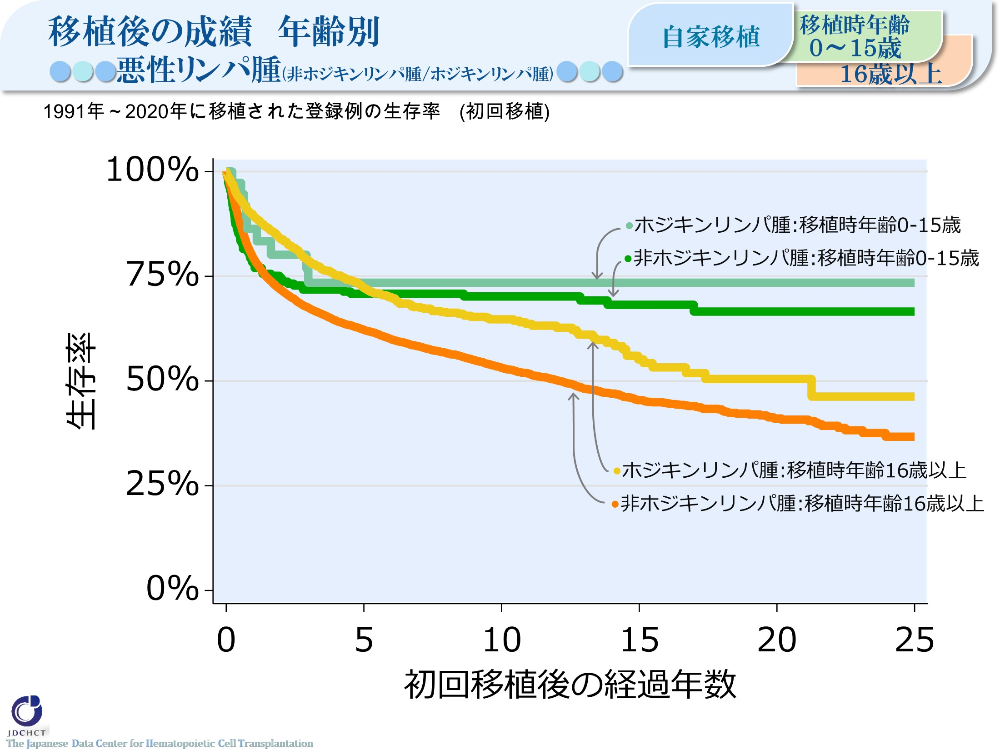 移植後の成績 年齢別
悪性リンパ腫(非ホジキンリンパ腫/ホジキンリンパ腫)
自家移植
移植時年齢
0～15歳
16歳以上
1991年~2020年に移植された登録例の生存率 (初回移植)
100%
75%
50%
25%
0%
生存率
ホジキンリンパ腫:移植時年齢0-15歳
非ホジキンリンパ腫:移植時年齢0-15歳
ホジキンリンパ腫:移植時年齢16歳以上
非ホジキンリンパ腫:移植時年齢16歳以上
0 5 10 15 20 25
初回移植後の経過年数
JDCHCT
The Japanese Data Center for Hematopoietic Cell Transplantation